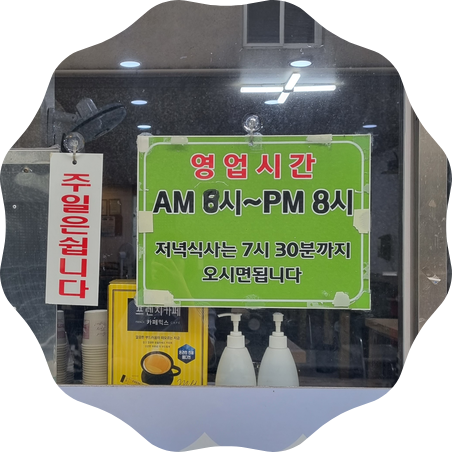 주일은쉽니다
영업시간
AM 6시~PM 8시
저녁식사는 7시 30분까지
오시면됩니다
프렌치카페
카페믹스